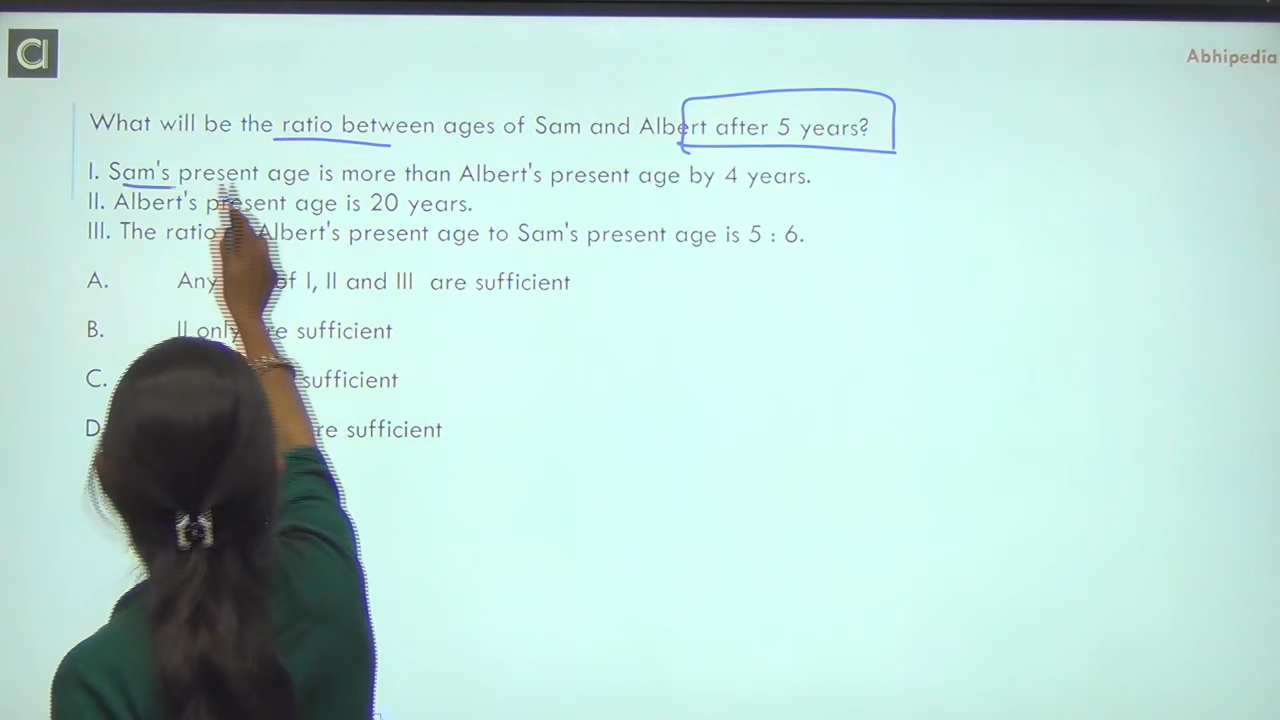 Abhipedia
What will be the ratio between ages of Sam and Albert after 5 years?
I. Sam's present age is more than Albert's present age by 4 years.
II. Albert's present age is 20 years.
III. The ratio Albert's present age to Sam's present age is 5 : 6.
A. Any of I, II and III are sufficient
B. II only are sufficient
C. sufficient
D sufficient